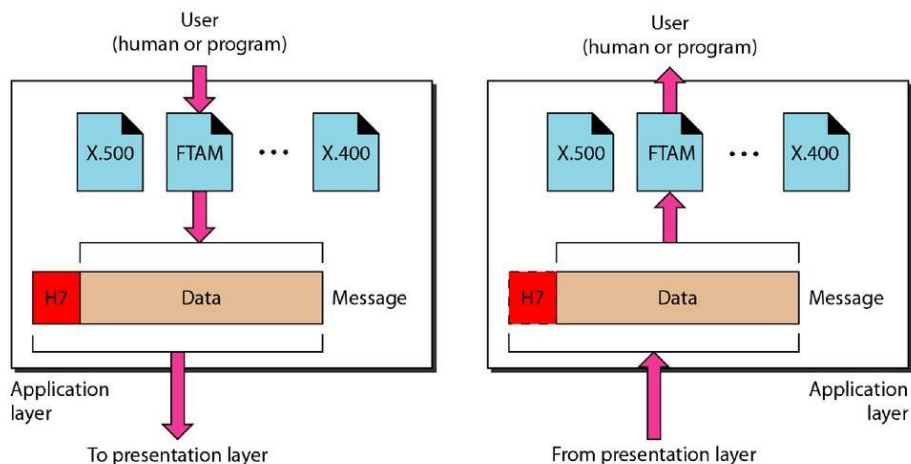 User
(human or program)
X.500
FTAM
...
X.400
H7
Data
Message
Application
layer
To presentation layer
User
(human or program)
X.500
FTAM
...
X.400
H7
Data
Message
Application
layer
From presentation layer